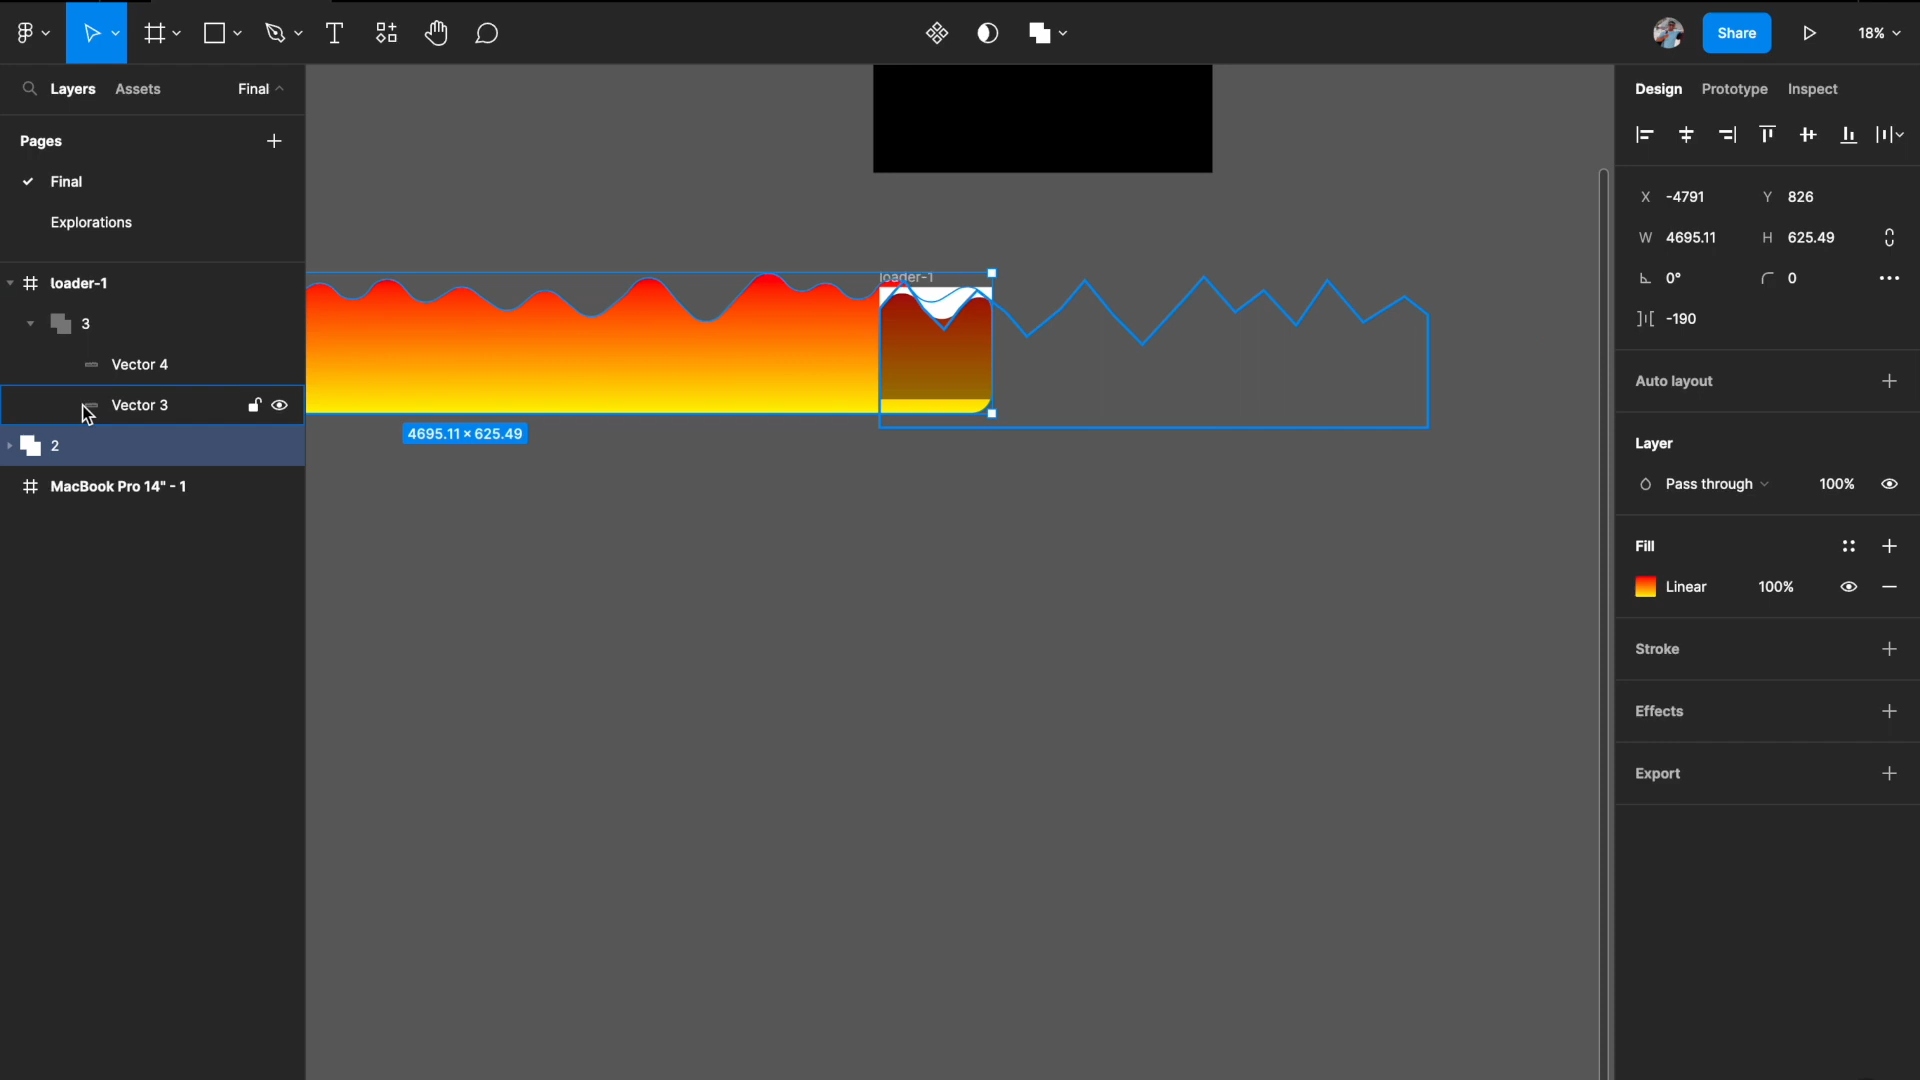 Share
18%
Layers
Assets
Final
Design
Prototype
Inspect
Pages
Final
Explorations
X -4791
Y 826
W 4695.11
H 625.49
0°
0
-190
loader-1
3
Vector 4
Vector 3
2
MacBook Pro 14" - 1
loader-1
4695.11 × 625.49
Auto layout
Layer
Pass through
100%
Fill
Linear
100%
Stroke
Effects
Export